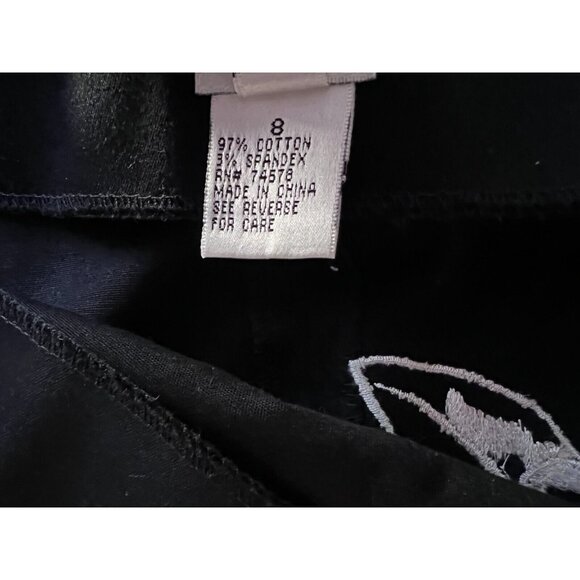 8
97% COTTON
3% SPANDEX
RN# 74578
MADE IN CHINA
SEE REVERSE
FOR CARE